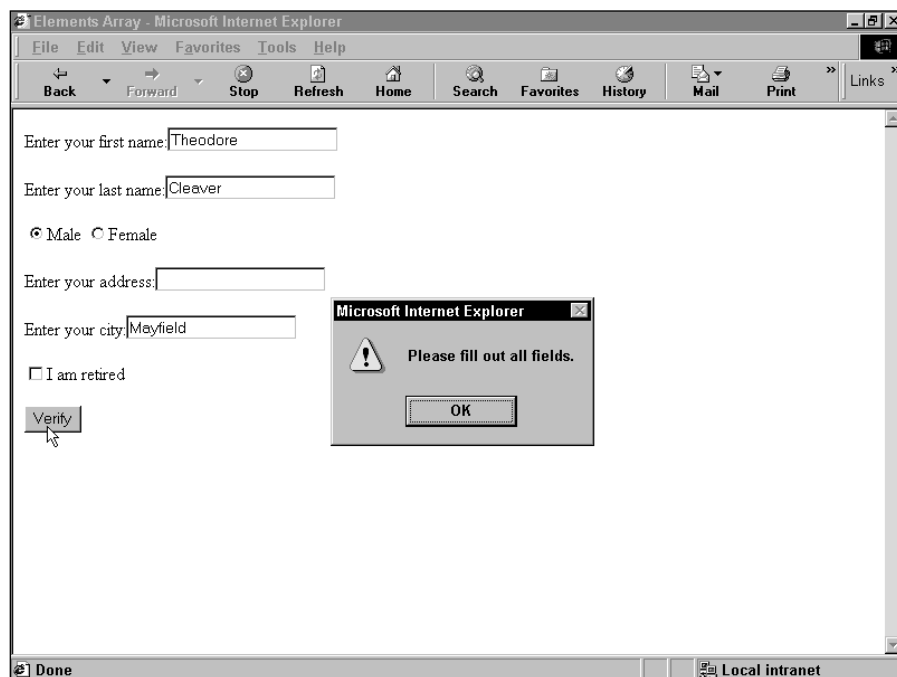 Elements Array - Microsoft Internet Explorer
File Edit View Favorites Tools Help
Back Forward Stop Refresh Home Search Favorites History Mail Print » Links »
Enter your first name: Theodore
Enter your last name: Cleaver
Male Female
Enter your address:
Enter your city: Mayfield
I am retired
Verify
Microsoft Internet Explorer
Please fill out all fields.
OK
Done Local intranet